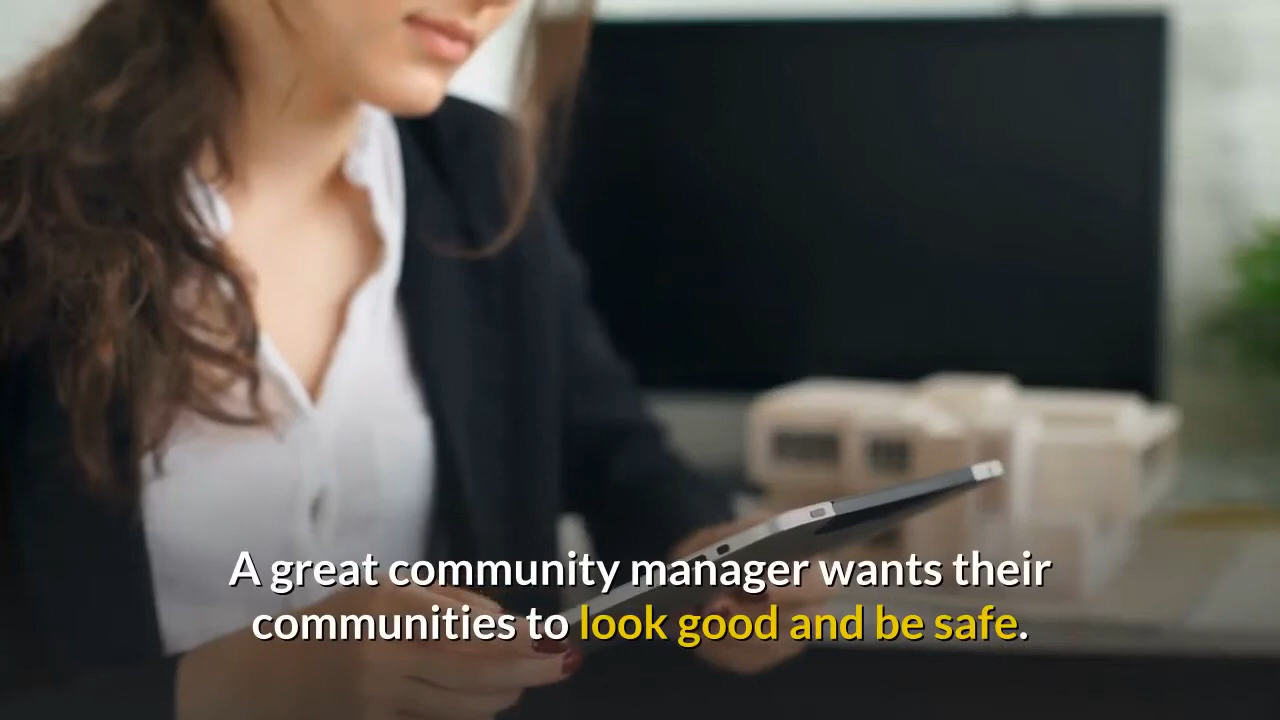 A great community manager wants their
communities to look good and be safe.